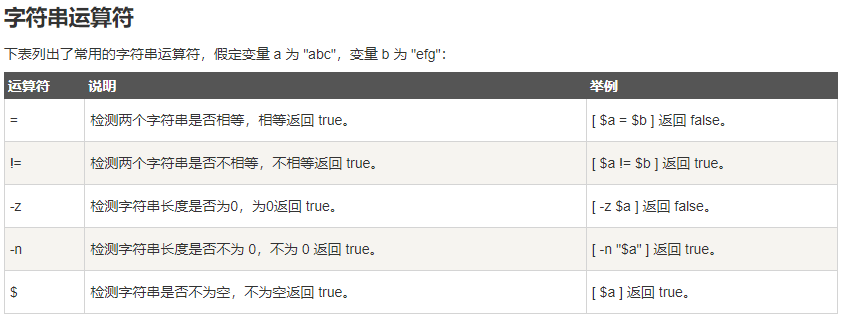 字符串运算符
下表列出了常用的字符串运算符，假定变量 a 为 "abc"，变量 b 为 "efg"：
运算符 说明 举例
= 检测两个字符串是否相等，相等返回 true。 [ $a = $b ] 返回 false。
!= 检测两个字符串是否不相等，不相等返回 true。 [ $a != $b ] 返回 true。
-z 检测字符串长度是否为0，为0返回 true。 [ -z $a ] 返回 false。
-n 检测字符串长度是否不为 0，不为 0 返回 true。 [ -n "$a" ] 返回 true。
$ 检测字符串是否不为空，不为空返回 true。 [ $a ] 返回 true。